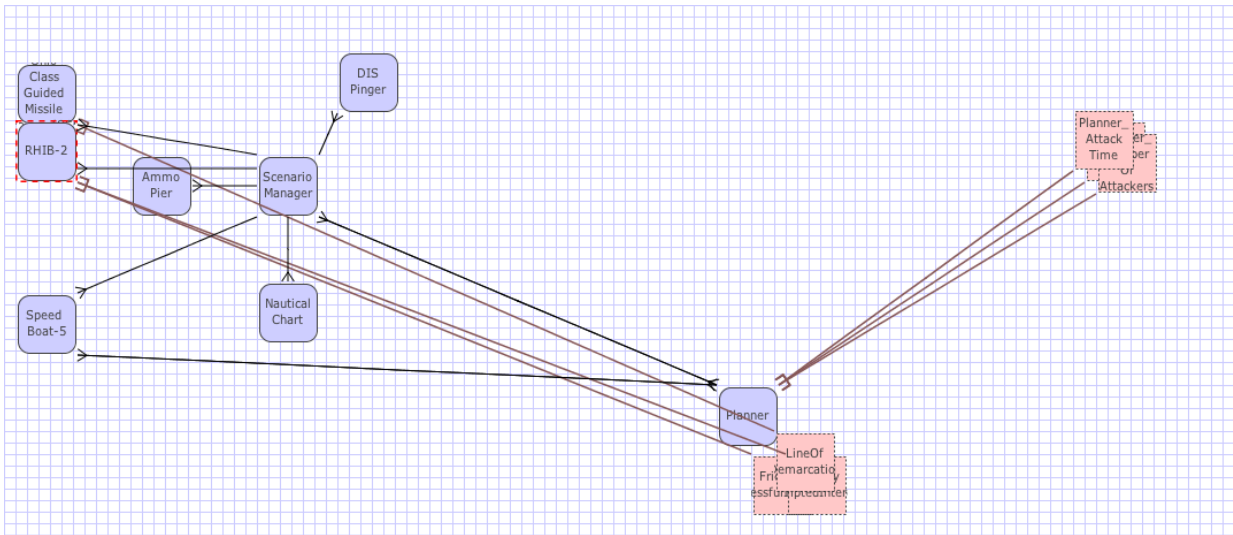 DIS
Pinger
Class
Guided
Missile
RHIB-2
Ammo
Pier
Scenario
Manager
Planner_
Attack
Time
Of
Attackers
Speed
Boat-5
Nautical
Chart
Planner
LineOf